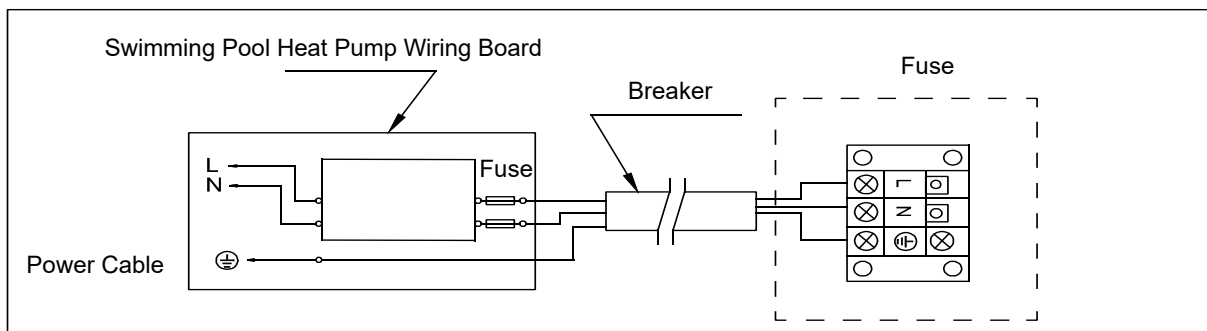 Swimming Pool Heat Pump Wiring Board
Fuse
Breaker
Fuse
L
N
L
N
Power Cable